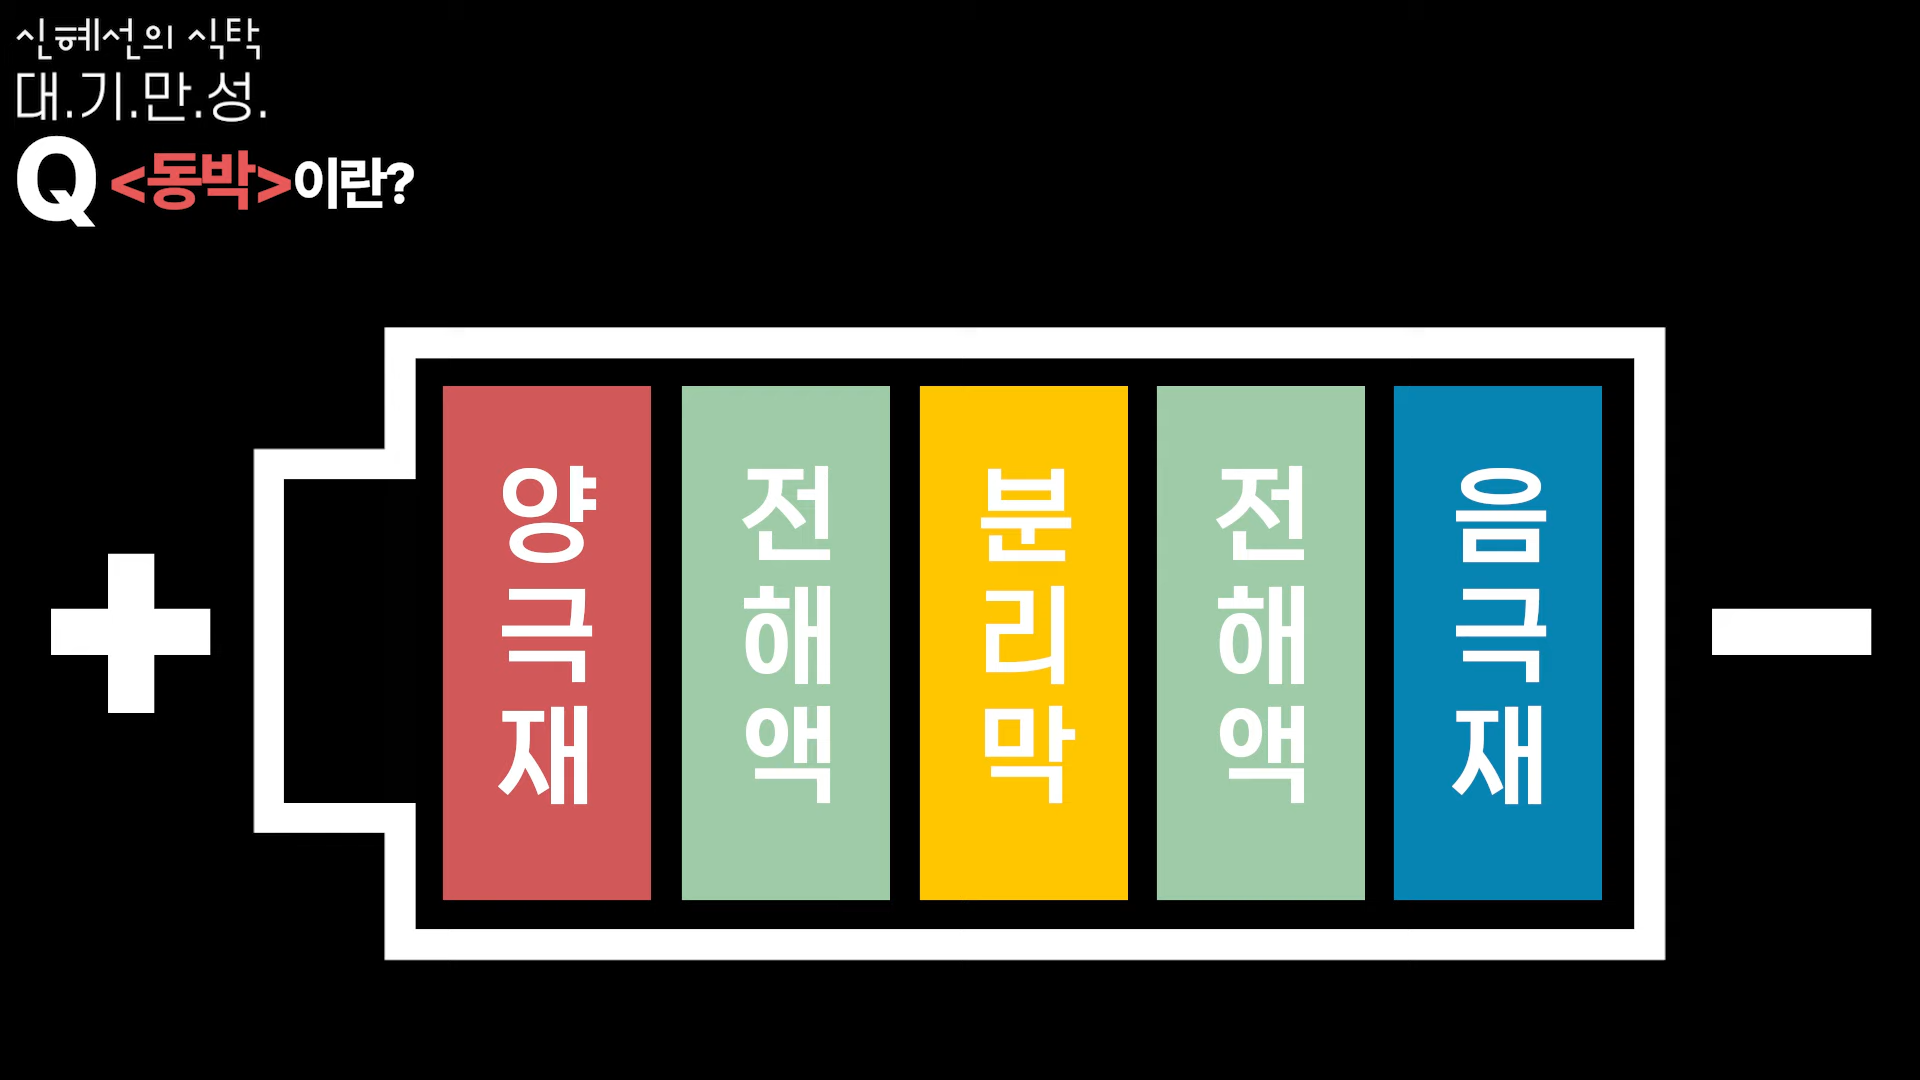 신혜선의 식탁
대.기.만.성.
Q <동박>이란?
+
양극재
전해액
분리막
전해액
음극재
-